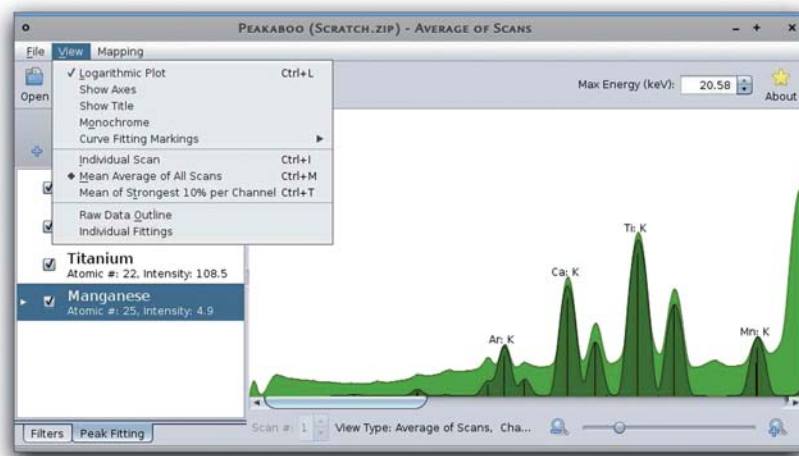 Peakaboo (Scratch.zip) - Average of Scans
File View Mapping
Open
Max Energy (keV): 20.58
About
✓ Logarithmic Plot Ctrl+L
Show Axes
Show Title
Monochrome
Curve Fitting Markings
Individual Scan Ctrl+I
Mean Average of All Scans Ctrl+M
Mean of Strongest 10% per Channel Ctrl+T
Raw Data Outline
Individual Fittings
Titanium
Atomic #: 22, Intensity: 108.5
Manganese
Atomic #: 25, Intensity: 4.9
Ar: K
Ca: K
Ti: K
Mn: K
Filters Peak Fitting
Scan #: 1 View Type: Average of Scans, Cha...